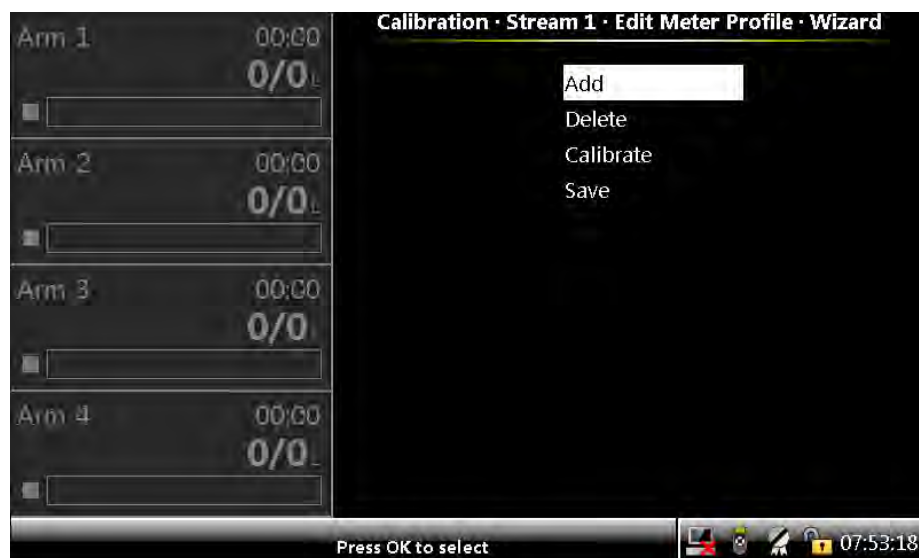 Calibration · Stream 1 · Edit Meter Profile · Wizard
Arm 1 00:00
0/0 L
Arm 2 00:00
0/0 L
Arm 3 00:00
0/0
Arm 4 00:00
0/0
Add
Delete
Calibrate
Save
Press OK to select
07:53:18